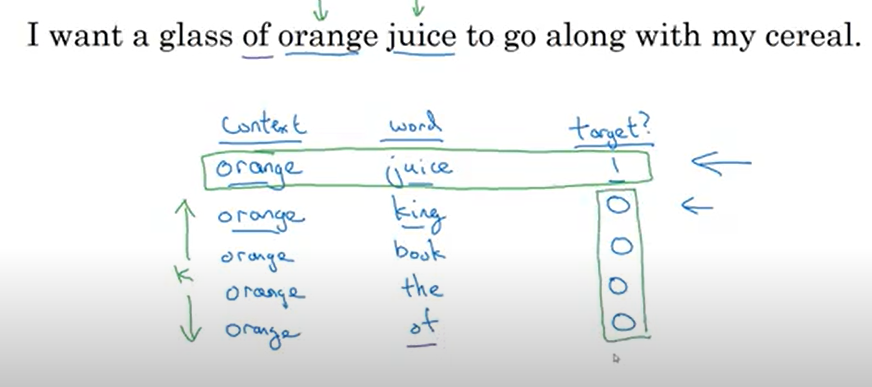 I want a glass of orange juice to go along with my cereal.
Context word target?
orange juice 1
orange king 0
orange book 0
K
orange the 0
orange of 0